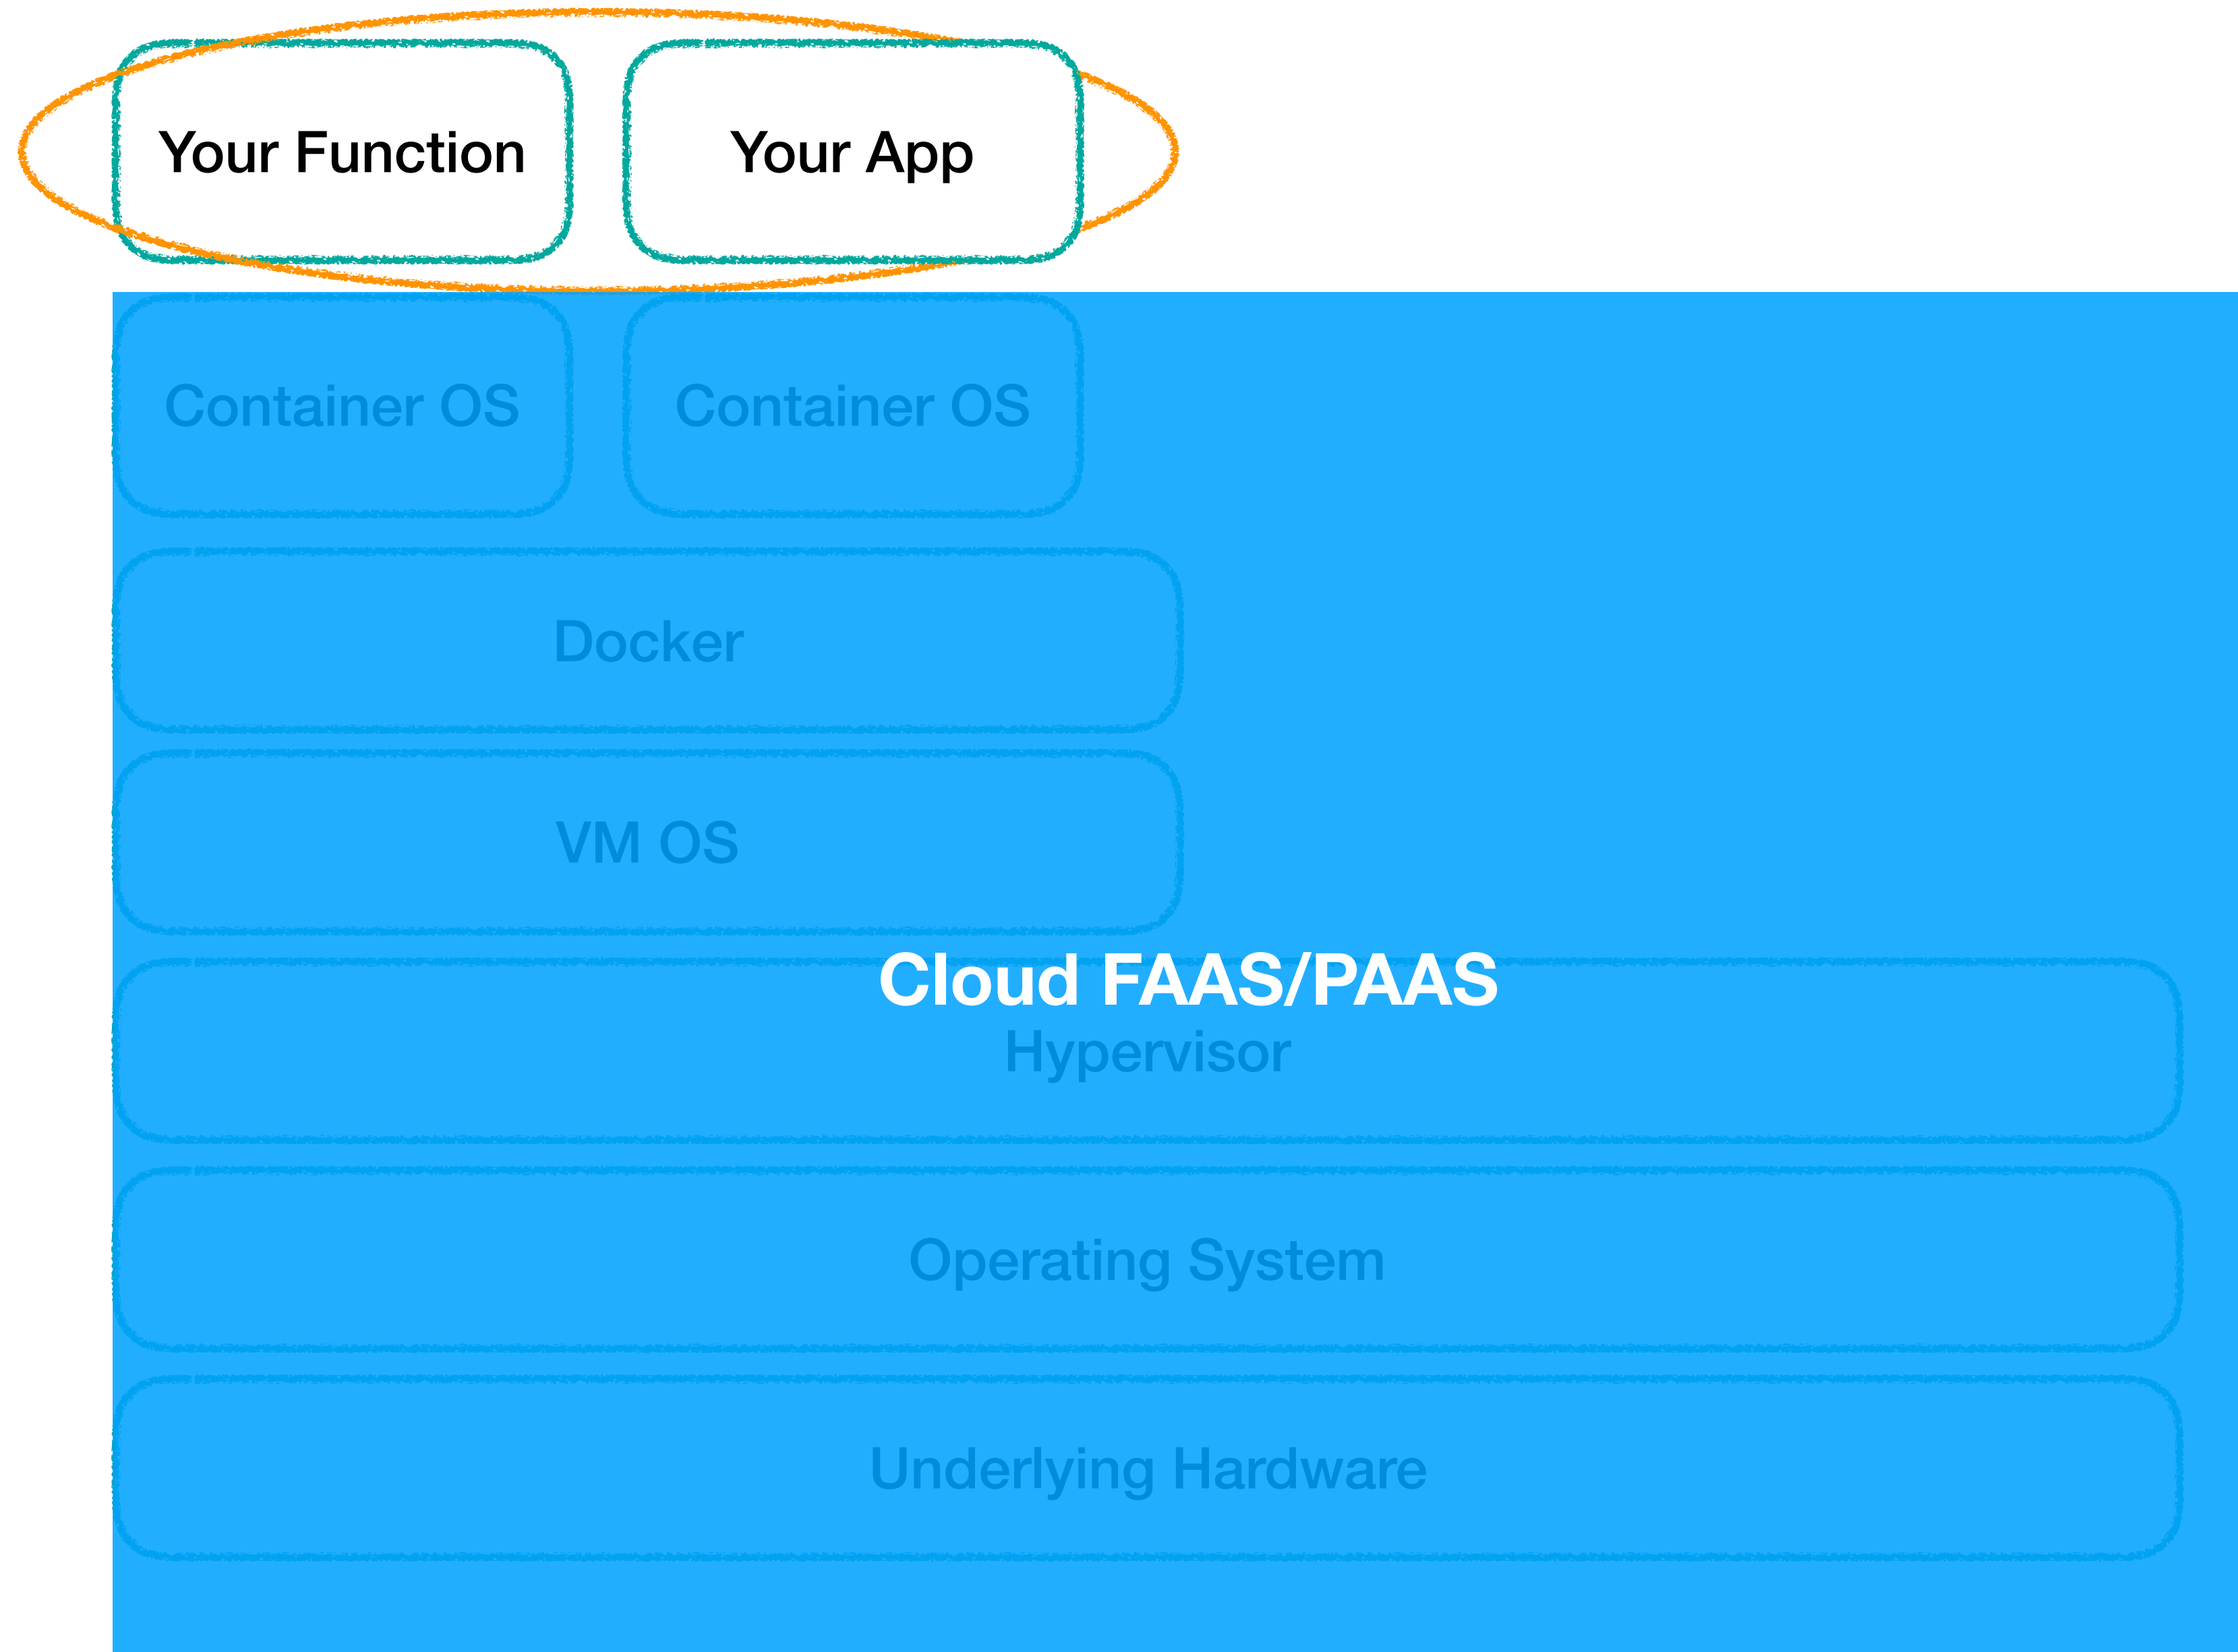 Your Function
Your App
Container OS
Container OS
Docker
VM OS
Cloud FAAS/PAAS
Hypervisor
Operating System
Underlying Hardware